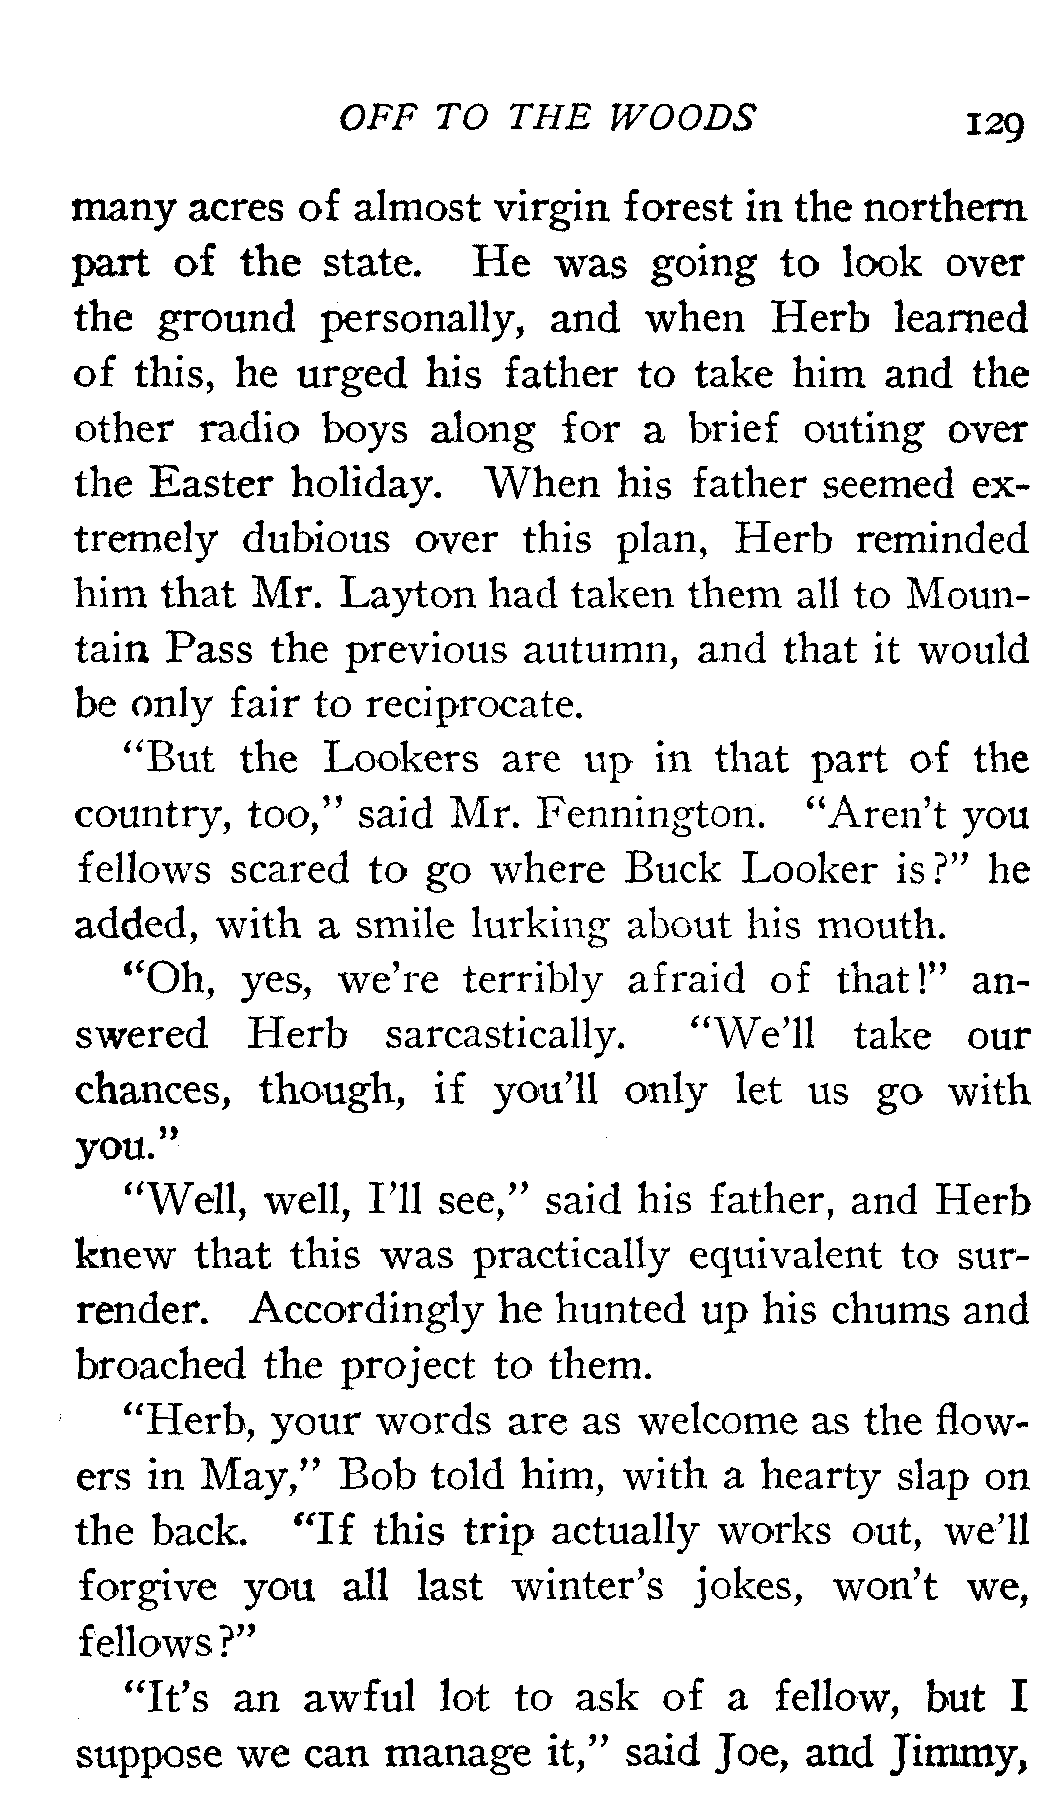 OFF TO THE WOODS 129
many acres of almost virgin forest in the northern
part of the state. He was going to look over
the ground personally, and when Herb learned
of this, he urged his father to take him and the
other radio boys along for a brief outing over
the Easter holiday. When his father seemed ex-
tremely dubious over this plan, Herb reminded
him that Mr. Layton had taken them all to Moun-
tain Pass the previous autumn, and that it would
be only fair to reciprocate.
"But the Lookers are up in that part of the
country, too," said Mr. Fennington. "Aren't you
fellows scared to go where Buck Looker is?" he
added, with a smile lurking about his mouth.
"Oh, yes, we're terribly afraid of that!" an-
swered Herb sarcastically. "We'll take our
chances, though, if you'll only let us go with
you."
"Well, well, I'll see," said his father, and Herb
knew that this was practically equivalent to sur-
render. Accordingly he hunted up his chums and
broached the project to them.
"Herb, your words are as welcome as the flow-
ers in May," Bob told him, with a hearty slap on
the back. "If this trip actually works out, we'll
forgive you all last winter's jokes, won't we,
fellows?"
"It's an awful lot to ask of a fellow, but I
suppose we can manage it," said Joe, and Jimmy,